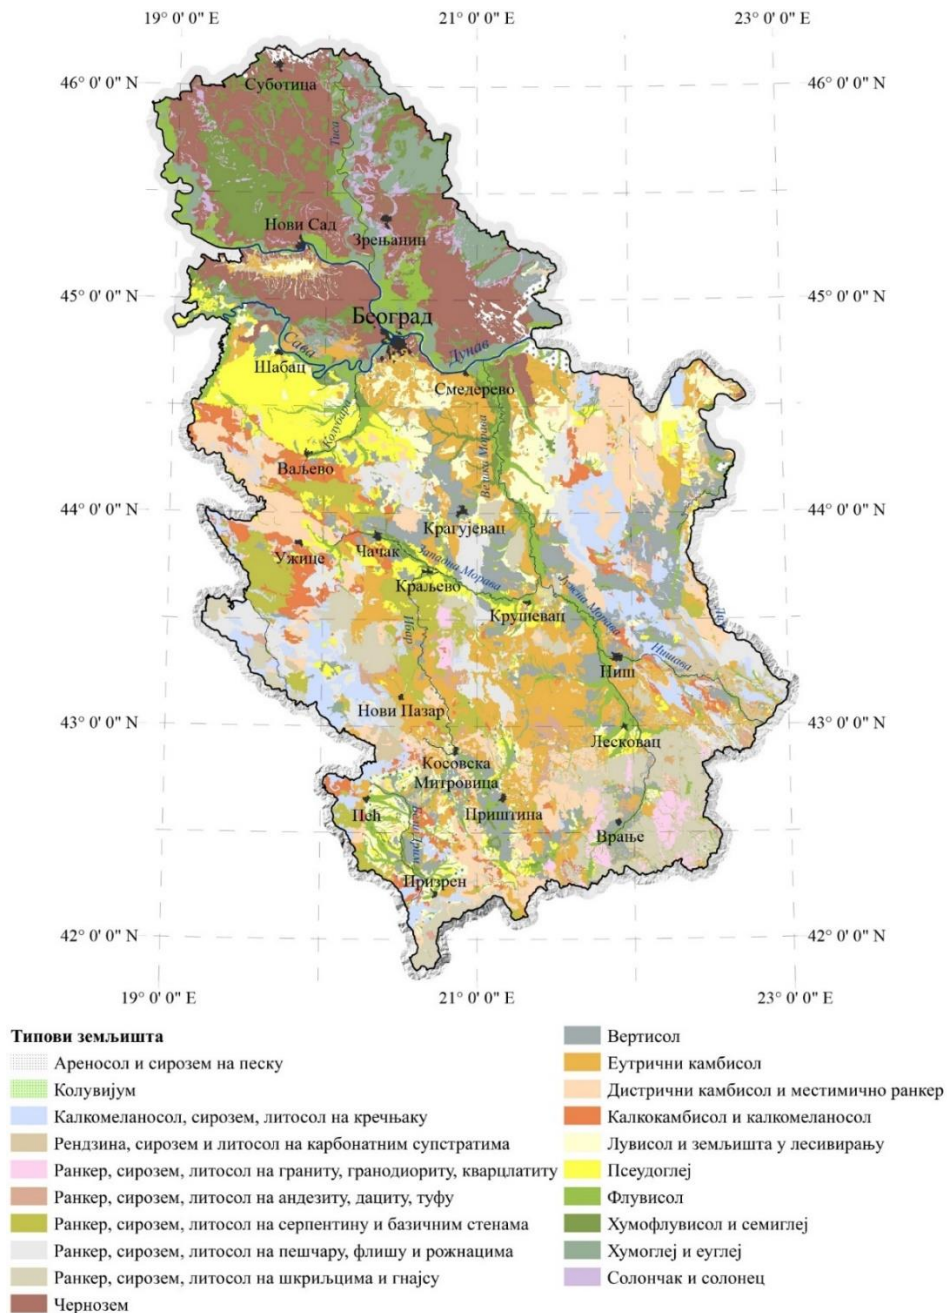 19° 0' 0" E
21° 0' 0" E
23° 0' 0" E
46° 0' 0" N
46° 0' 0" N
Суботица
Тиса
Нови Сад
Зрењанин
45° 0' 0" N
45° 0' 0" N
Београд
Сава
Дунав
Шабац
Смедерево
Колубара
Велика Морава
Ваљево
44° 0' 0" N
44° 0' 0" N
Крагујевац
Чачак
Ужице
Западна Морава
Краљево
Крушевац
Јужна Морава
Ибар
Ниш
Нишава
43° 0' 0" N
43° 0' 0" N
Нови Пазар
Лесковац
Косовска
Митровица
Пећ
Приштина
Врање
Бели Дрим
Призрен
42° 0' 0" N
42° 0' 0" N
19° 0' 0" E
21° 0' 0" E
23° 0' 0" E
Типови земљишта
Ареносол и сирозем на песку
Колувијум
Калкомеланосол, сирозем, литосол на кречњаку
Рендзина, сирозем и литосол на карбонатним супстратима
Ранкер, сирозем, литосол на граниту, гранодиориту, кварцлатиту
Ранкер, сирозем, литосол на андезиту, дациту, туфу
Ранкер, сирозем, литосол на серпентину и базичним стенама
Ранкер, сирозем, литосол на пешчару, флишу и рожнацима
Ранкер, сирозем, литосол на шкриљцима и гнајсу
Чернозем
Вертисол
Еутрични камбисол
Дистрични камбисол и местимично ранкер
Калкокамбисол и калкомеланосол
Лувисол и земљишта у лесивирању
Псеудоглеј
Флувисол
Хумофлувисол и семиглеј
Хумоглеј и еуглеј
Солончак и солонец